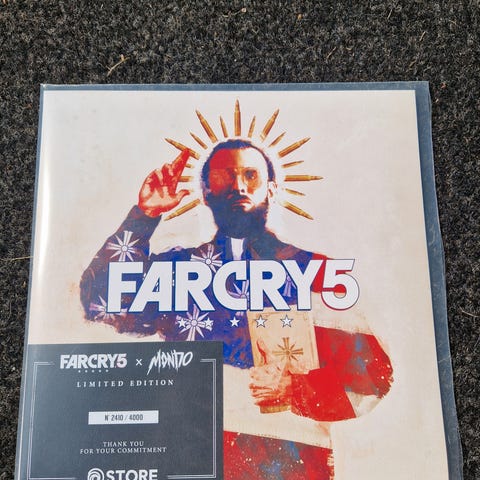 FARCRY5
FARCRY5 × MONDO
LIMITED EDITION
N° 2410 / 4000
THANK YOU
FOR YOUR COMMITMENT
STORE